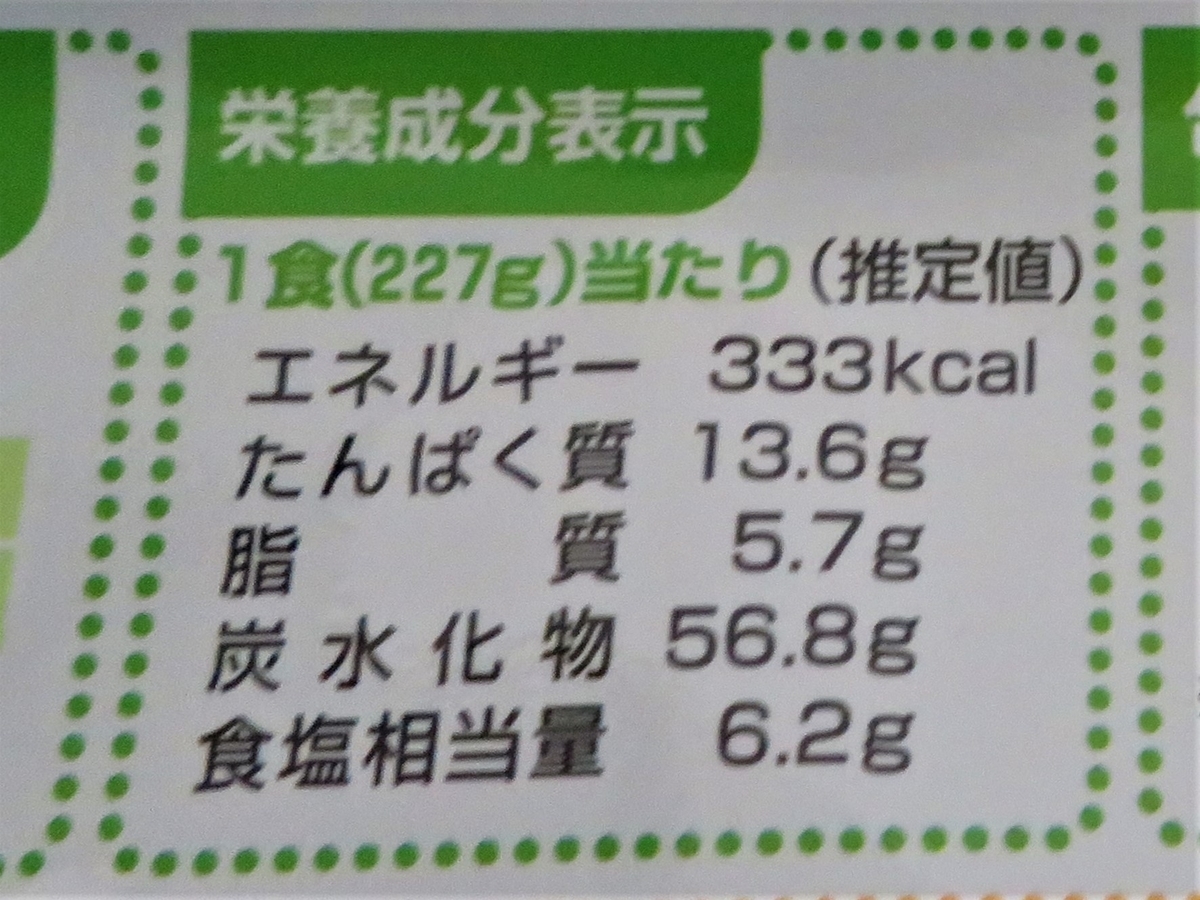 栄養成分表示
1食(227g)当たり(推定値)
エネルギー 333kcal
たんぱく質 13.6g
脂質 5.7g
炭水化物 56.8g
食塩相当量 6.2g